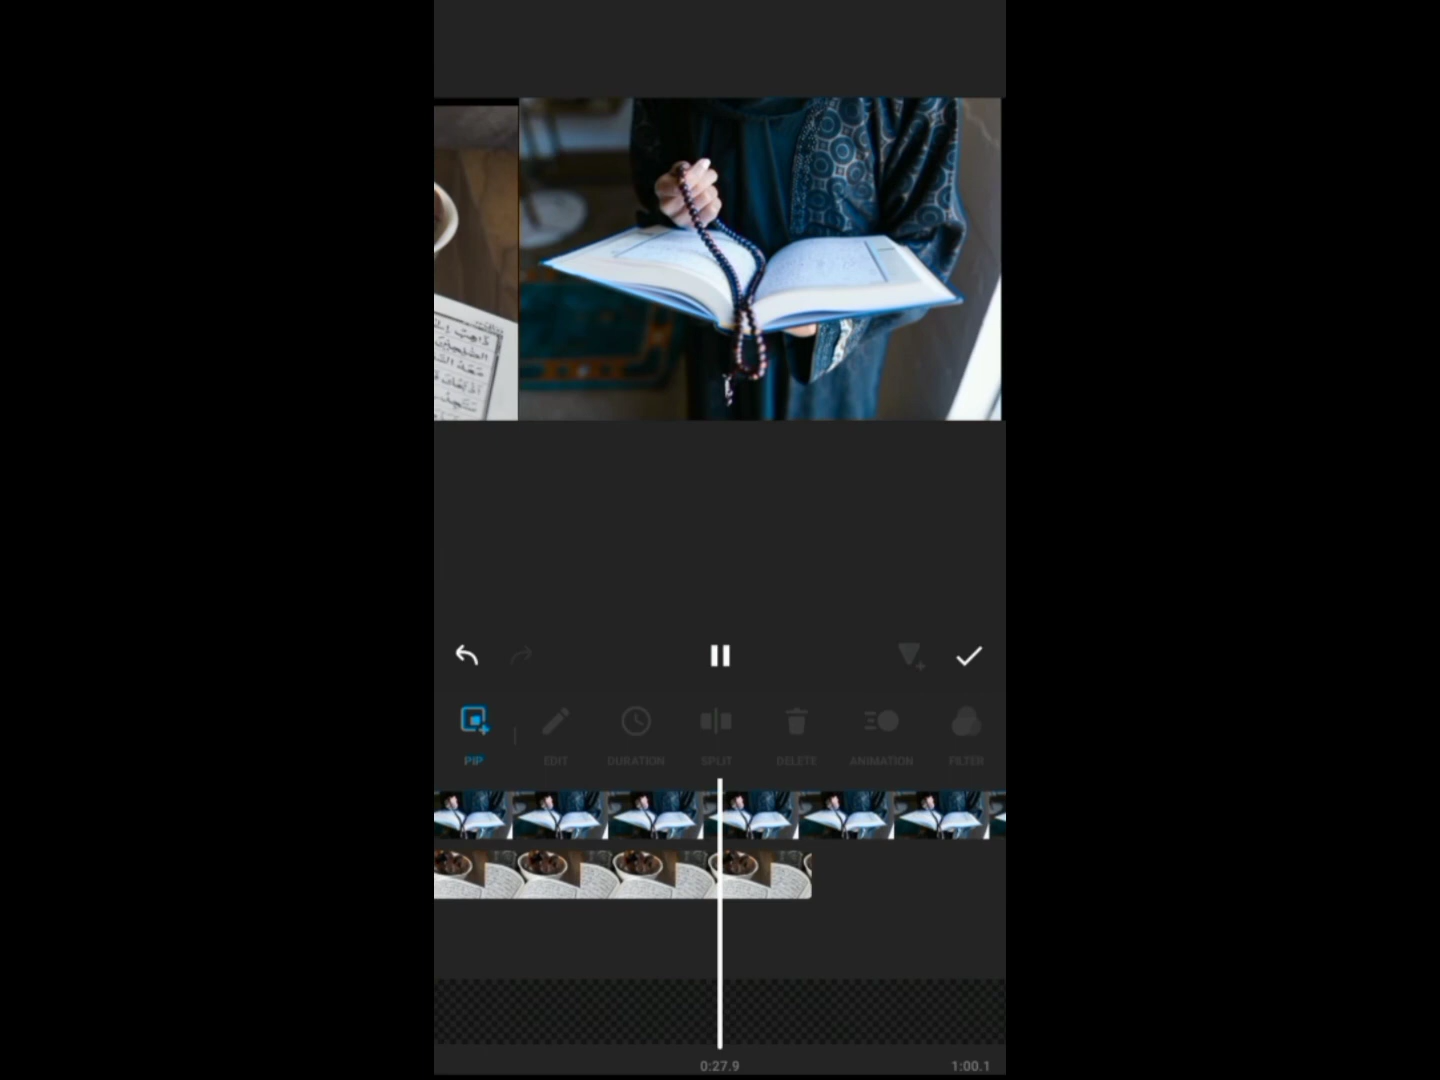 PIP
EDIT
DURATION
SPLIT
DELETE
ANIMATION
FILTER
0:27.9
1:00.1